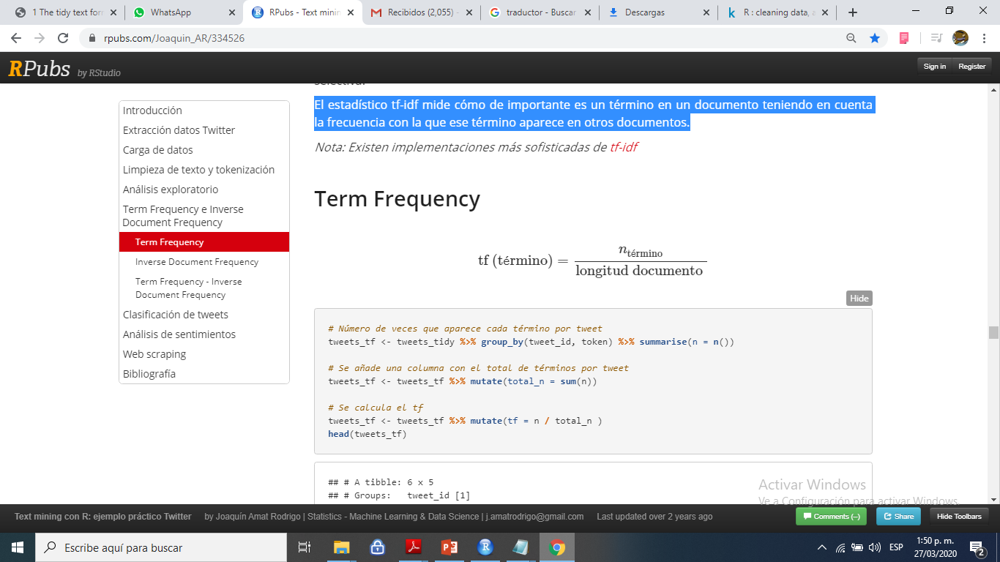 1 The tidy text forr
WhatsApp
RPubs - Text minin
Recibidos (2,055) -
traductor - Buscar
Descargas
R : cleaning data, a
rpubs.com/Joaquin_AR/334526
RPubs by RStudio
Sign in
Register
Introducción
Extracción datos Twitter
Carga de datos
Limpieza de texto y tokenización
Análisis exploratorio
Term Frequency e Inverse
Document Frequency
Term Frequency
Inverse Document Frequency
Term Frequency - Inverse
Document Frequency
Clasificación de tweets
Análisis de sentimientos
Web scraping
Bibliografía
selectiva.
El estadístico tf-idf mide cómo de importante es un término en un documento teniendo en cuenta
la frecuencia con la que ese término aparece en otros documentos.
Nota: Existen implementaciones más sofisticadas de tf-idf
Term Frequency
tf (término) = n término / longitud documento
Hide
# Número de veces que aparece cada término por tweet
tweets_tf <- tweets_tidy %>% group_by(tweet_id, token) %>% summarise(n = n())
# Se añade una columna con el total de términos por tweet
tweets_tf <- tweets_tf %>% mutate(total_n = sum(n))
# Se calcula el tf
tweets_tf <- tweets_tf %>% mutate(tf = n / total_n )
head(tweets_tf)
## # A tibble: 6 x 5
## # Groups:   tweet_id [1]
Activar Windows
Ve a Configuración para activar Windows.
Text mining con R: ejemplo práctico Twitter
by Joaquín Amat Rodrigo | Statistics - Machine Learning & Data Science | j.amatrodrigo@gmail.com
Last updated over 2 years ago
Comments (–)
Share
Hide Toolbars
Escribe aquí para buscar
ESP
1:50 p. m.
27/03/2020
2